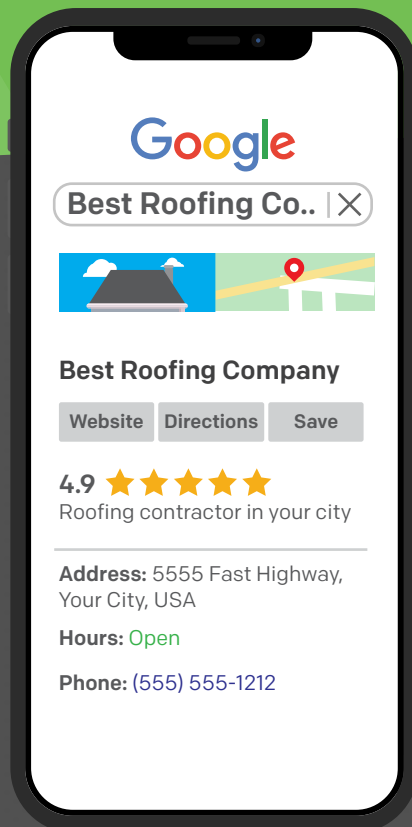 Google
Best Roofing Co..
Best Roofing Company
Website Directions Save
4.9
Roofing contractor in your city
Address: 5555 Fast Highway,
Your City, USA
Hours: Open
Phone: (555) 555-1212